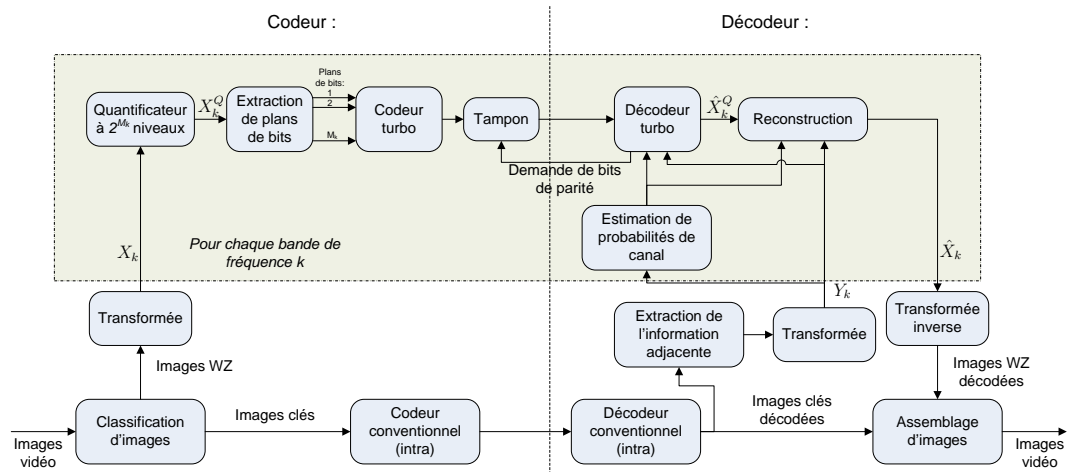 Codeur :
Décodeur :
Quantificateur
à 2^{M_k} niveaux
X_k^Q
Extraction
de plans
de bits
Plans
de bits:
1
2
M_k
Codeur
turbo
Tampon
Décodeur
turbo
X̂_k^Q
Reconstruction
Demande de bits
de parité
Estimation de
probabilités de
canal
Pour chaque bande de
fréquence k
X_k
X̂_k
Y_k
Transformée
Extraction de
l'information
adjacente
Transformée
Transformée
inverse
Images WZ
Images WZ
décodées
Images
vidéo
Classification
d'images
Images clés
Codeur
conventionnel
(intra)
Décodeur
conventionnel
(intra)
Images clés
décodées
Assemblage
d'images
Images
vidéo